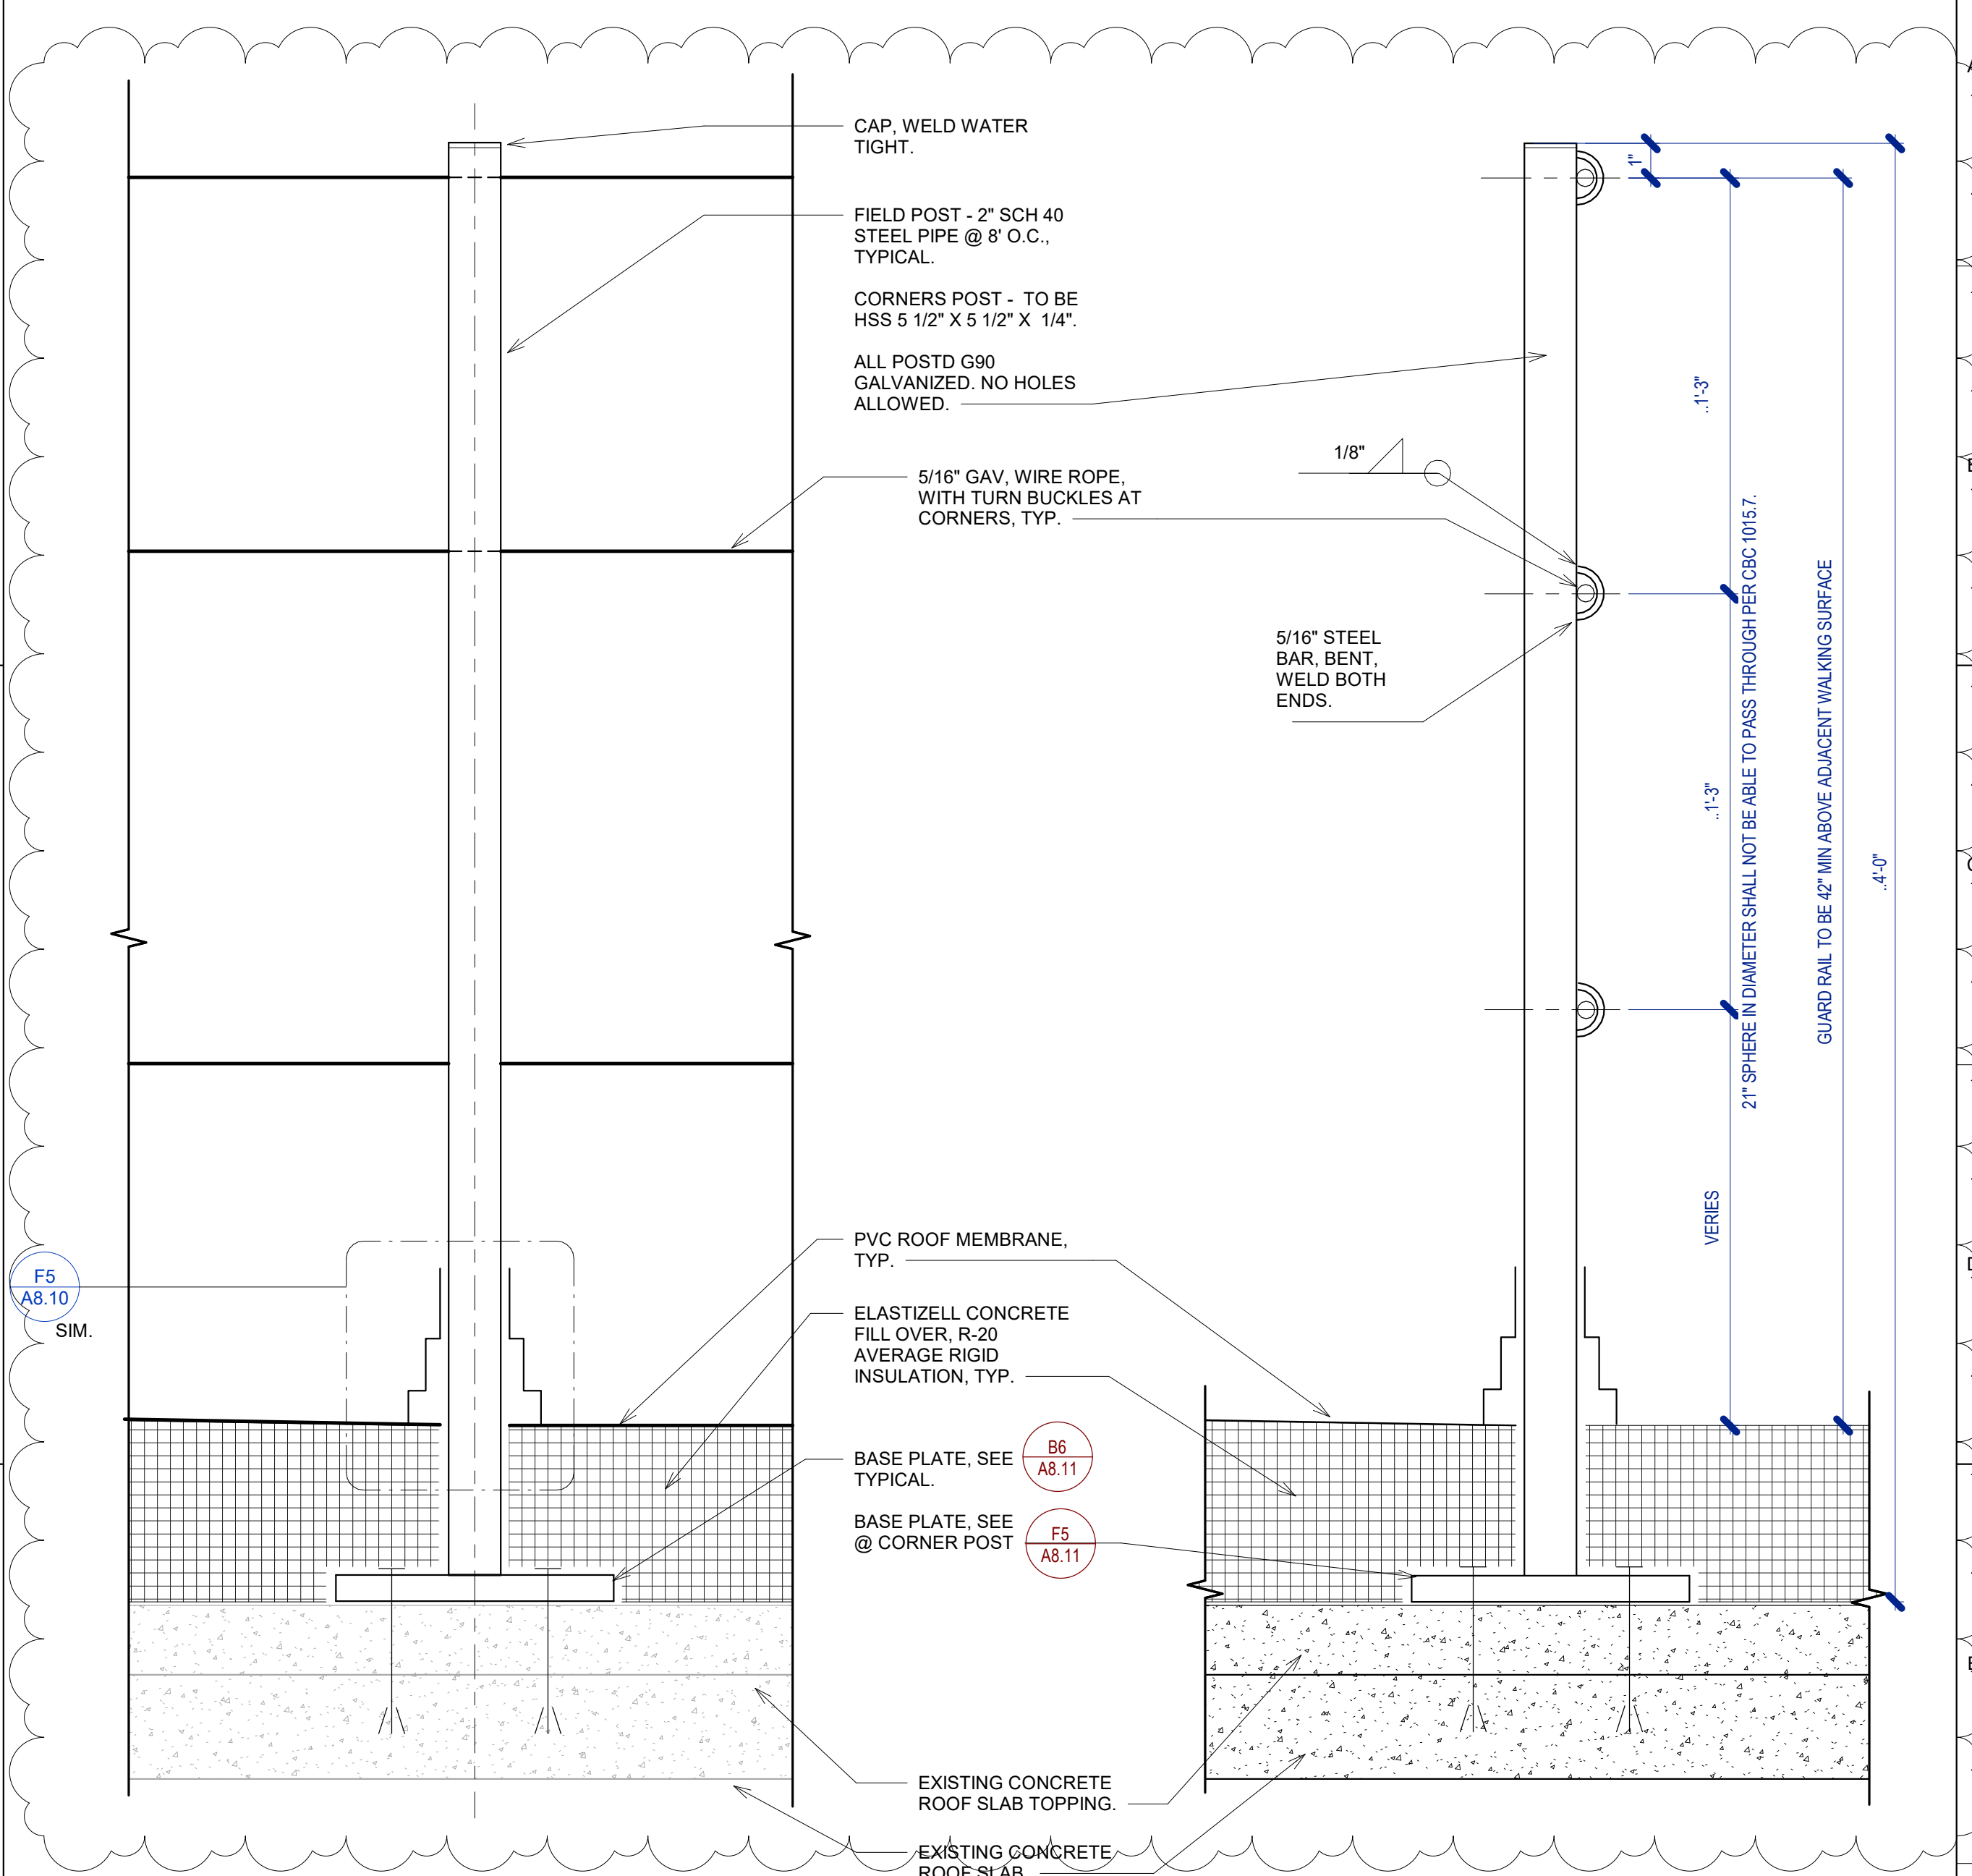 CAP, WELD WATER
TIGHT.
FIELD POST - 2" SCH 40
STEEL PIPE @ 8' O.C.,
TYPICAL.
CORNERS POST - TO BE
HSS 5 1/2" X 5 1/2" X 1/4".
ALL POSTD G90
GALVANIZED. NO HOLES
ALLOWED.
5/16" GAV, WIRE ROPE,
WITH TURN BUCKLES AT
CORNERS, TYP.
1/8"
5/16" STEEL
BAR, BENT,
WELD BOTH
ENDS.
1"
..1'-3"
..1'-3"
VERIES
21" SPHERE IN DIAMETER SHALL NOT BE ABLE TO PASS THROUGH PER CBC 1015.7.
GUARD RAIL TO BE 42" MIN ABOVE ADJACENT WALKING SURFACE
..4'-0"
F5
A8.10
SIM.
PVC ROOF MEMBRANE,
TYP.
ELASTIZELL CONCRETE
FILL OVER, R-20
AVERAGE RIGID
INSULATION, TYP.
BASE PLATE, SEE
TYPICAL.
B6
A8.11
BASE PLATE, SEE
@ CORNER POST
F5
A8.11
EXISTING CONCRETE
ROOF SLAB TOPPING.
EXISTING CONCRETE
ROOF SLAB